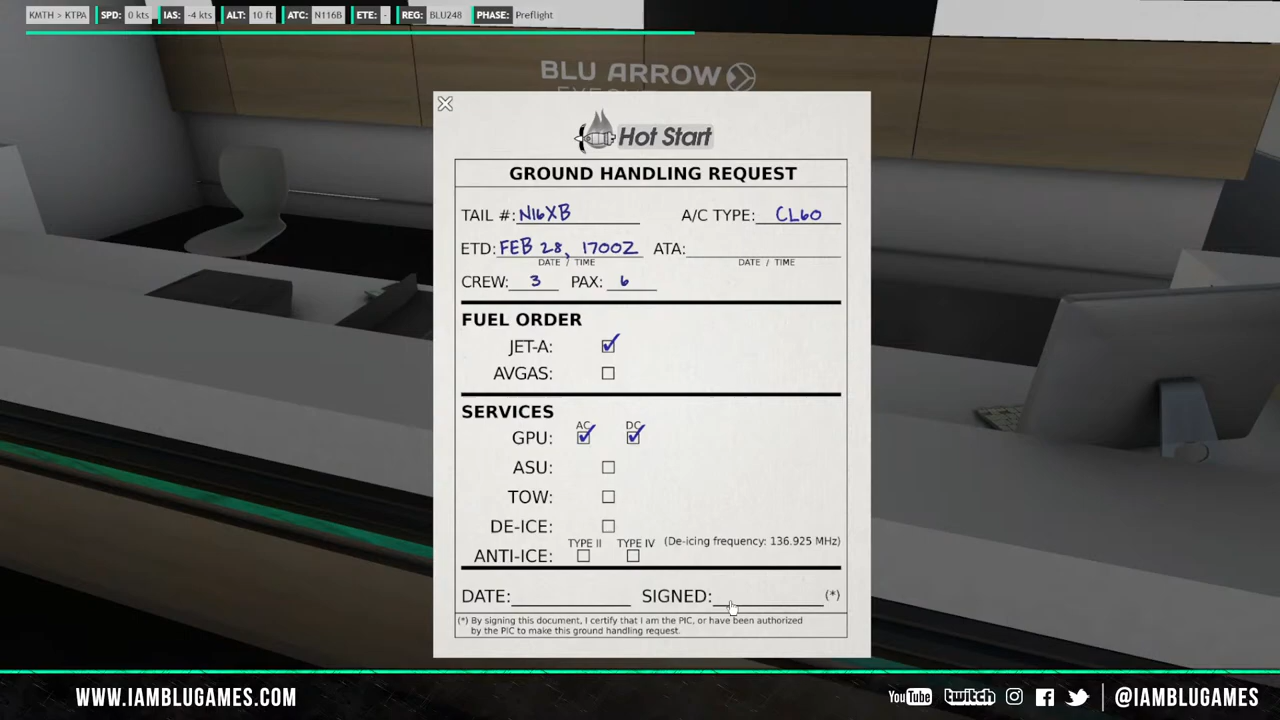 KMTH > KTPA SPD: 0 kts IAS: -4 kts ALT: 10 ft ATC: N116B ETE: - REG: BLU248 PHASE: Preflight
BLU ARROW
Hot Start
GROUND HANDLING REQUEST
TAIL #: N16XB A/C TYPE: CL60
ETD: FEB 28, 1700Z ATA:
DATE / TIME DATE / TIME
CREW: 3 PAX: 6
FUEL ORDER
JET-A:
AVGAS:
SERVICES
AC DC
GPU:
ASU:
TOW:
DE-ICE:
TYPE II TYPE IV (De-icing frequency: 136.925 MHz)
ANTI-ICE:
DATE: SIGNED: (*)
(*) By signing this document, I certify that I am the PIC, or have been authorized
by the PIC to make this ground handling request.
WWW.IAMBLUGAMES.COM YouTube twitch @IAMBLUGAMES